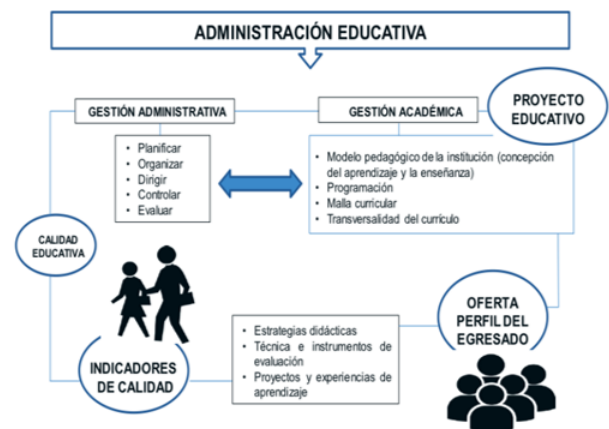 ADMINISTRACIÓN EDUCATIVA
GESTIÓN ADMINISTRATIVA
GESTIÓN ACADÉMICA
PROYECTO
EDUCATIVO
• Planificar
• Organizar
• Dirigir
• Controlar
• Evaluar
• Modelo pedagógico de la institución (concepción
del aprendizaje y la enseñanza)
• Programación
• Malla curricular
• Transversalidad del currículo
CALIDAD
EDUCATIVA
OFERTA
PERFIL DEL
EGRESADO
• Estrategias didácticas
• Técnica e instrumentos de
evaluación
• Proyectos y experiencias de
aprendizaje
INDICADORES
DE CALIDAD